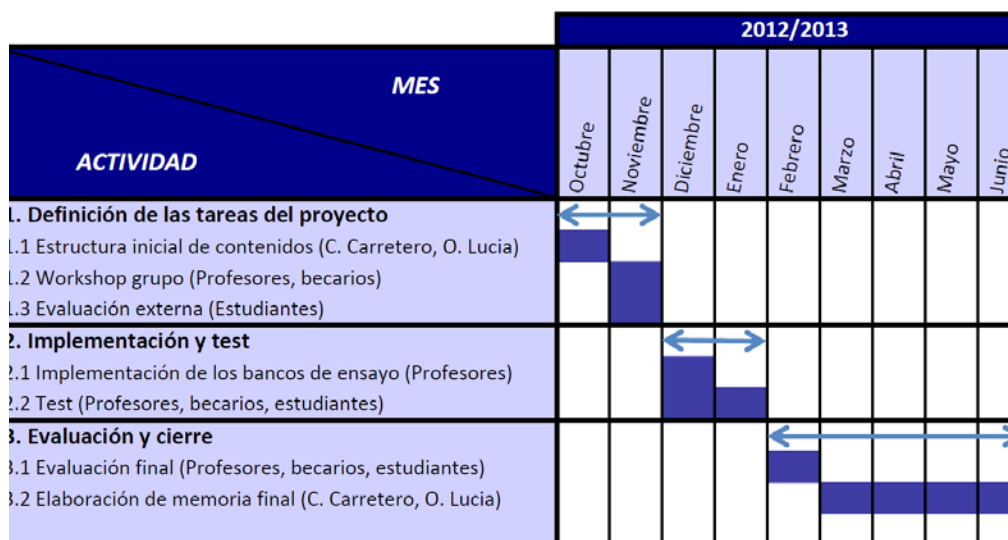 2012/2013
MES
ACTIVIDAD
Octubre
Noviembre
Diciembre
Enero
Febrero
Marzo
Abril
Mayo
Junio
1. Definición de las tareas del proyecto
1.1 Estructura inicial de contenidos (C. Carretero, O. Lucia)
1.2 Workshop grupo (Profesores, becarios)
1.3 Evaluación externa (Estudiantes)
2. Implementación y test
2.1 Implementación de los bancos de ensayo (Profesores)
2.2 Test (Profesores, becarios, estudiantes)
3. Evaluación y cierre
3.1 Evaluación final (Profesores, becarios, estudiantes)
3.2 Elaboración de memoria final (C. Carretero, O. Lucia)